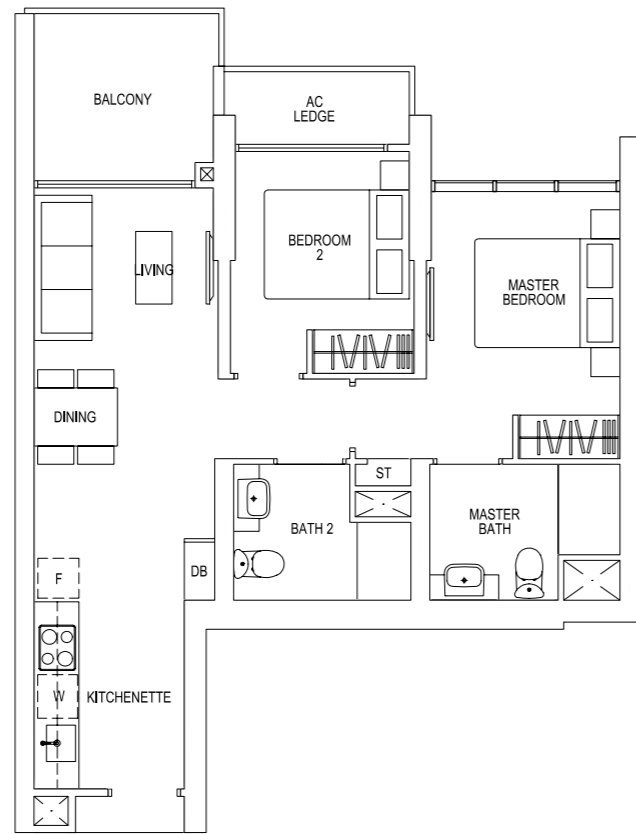 BALCONY
AC
LEDGE
BEDROOM
2
LIVING
MASTER
BEDROOM
DINING
ST
BATH 2
MASTER
BATH
F
DB
W
KITCHENETTE